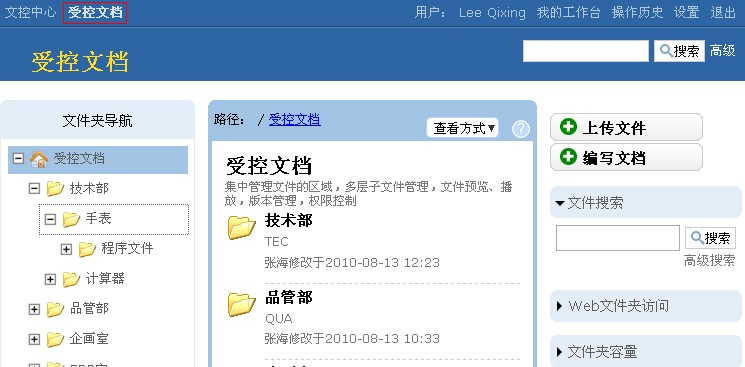 文控中心 受控文档 用户： Lee Qixing 我的工作台 操作历史 设置 退出
受控文档
搜索 高级
文件夹导航
受控文档
技术部
手表
程序文件
计算器
品管部
企画室
路径： / 受控文档
查看方式▼
?
受控文档
集中管理文件的区域，多层子文件管理，文件预览、播
放，版本管理，权限控制
技术部
TEC
张海修改于2010-08-13 12:23
品管部
QUA
张海修改于2010-08-13 10:33
上传文件
编写文档
文件搜索
搜索
高级搜索
Web文件夹访问
文件夹容量